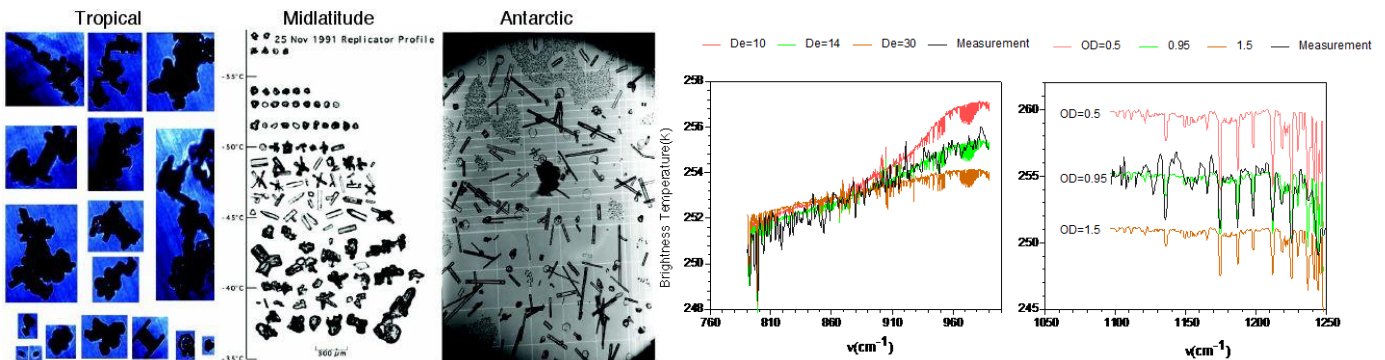 Tropical
Midlatitude
Antarctic
25 Nov 1991 Replicator Profile
-55°C
-50°C
-45°C
-40°C
-35°C
300 µm
De=10 De=14 De=30 Measurement
Brightness Temperature(K)
258
256
254
252
250
248
760 810 860 910 960
ν(cm⁻¹)
OD=0.5 0.95 1.5 Measurement
260
255
250
245
OD=0.5
OD=0.95
OD=1.5
1050 1100 1150 1200 1250
ν(cm⁻¹)